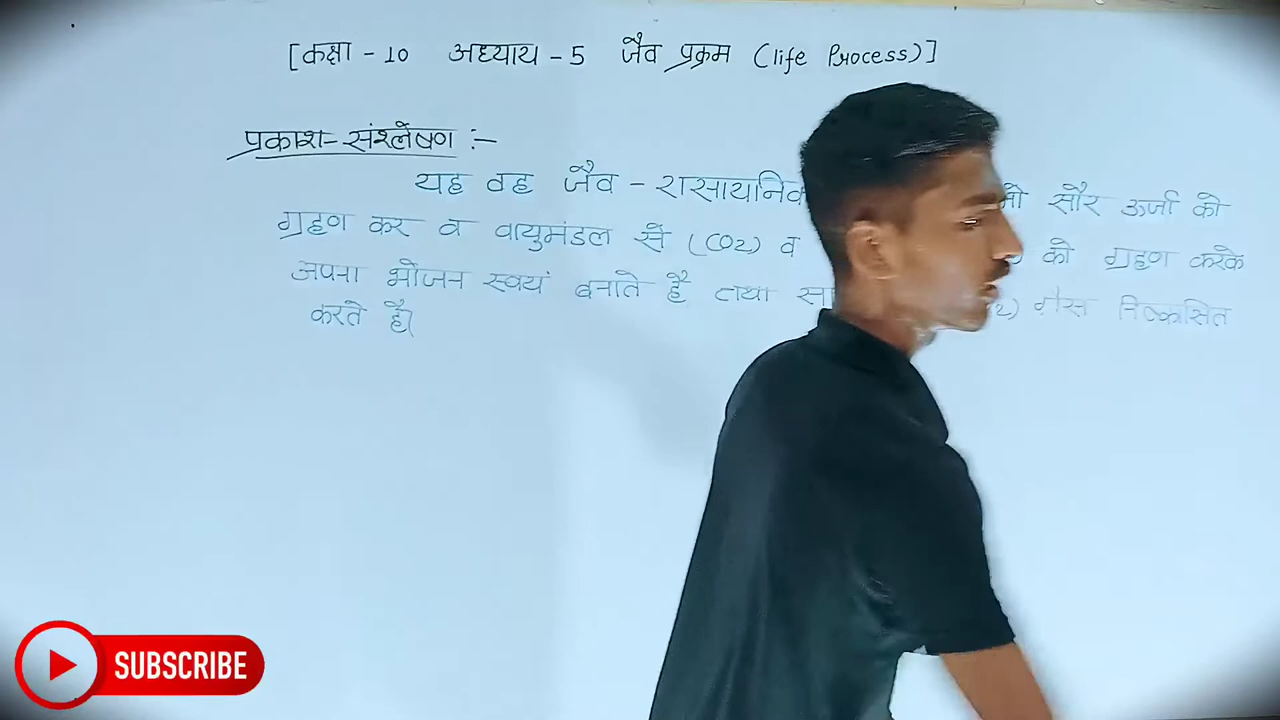 [कक्षा - 10 अध्याय - 5 जैव प्रक्रम (life Process)]
प्रकाश-संश्लेषण :-
यह वह जैव - रासायनिक सौर ऊर्जा को
ग्रहण कर व वायुमंडल से (CO2) व को ग्रहण करके
अपना भोजन स्वयं बनाते है तथा गैस निष्कासित
करते है।
SUBSCRIBE